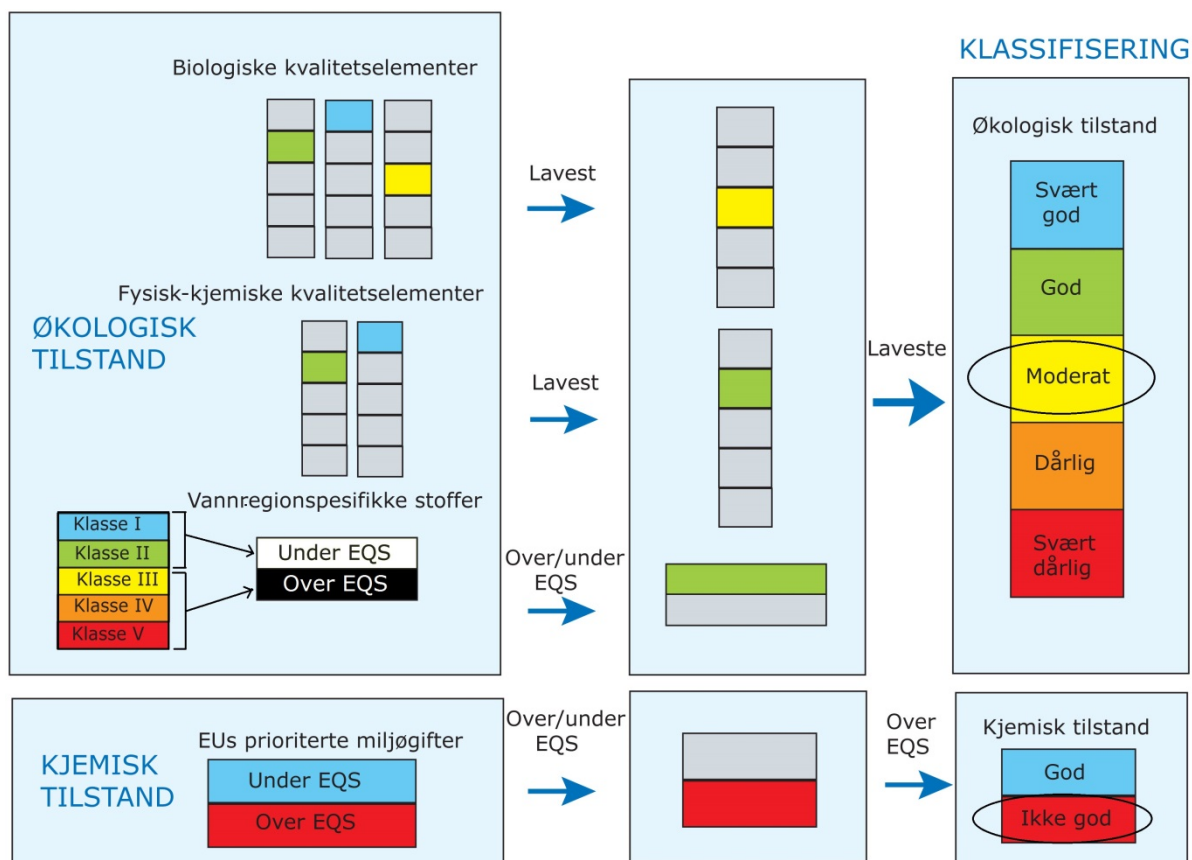 KLASSIFISERING
Biologiske kvalitetselementer
Lavest
Økologisk tilstand
Svært
god
God
Moderat
Dårlig
Svært
dårlig
Fysisk-kjemiske kvalitetselementer
ØKOLOGISK
TILSTAND
Lavest
Laveste
Vannregionspesifikke stoffer
Klasse I
Klasse II
Klasse III
Klasse IV
Klasse V
Under EQS
Over EQS
Over/under
EQS
KJEMISK
TILSTAND
EUs prioriterte miljøgifter
Under EQS
Over EQS
Over/under
EQS
Over
EQS
Kjemisk tilstand
God
Ikke god